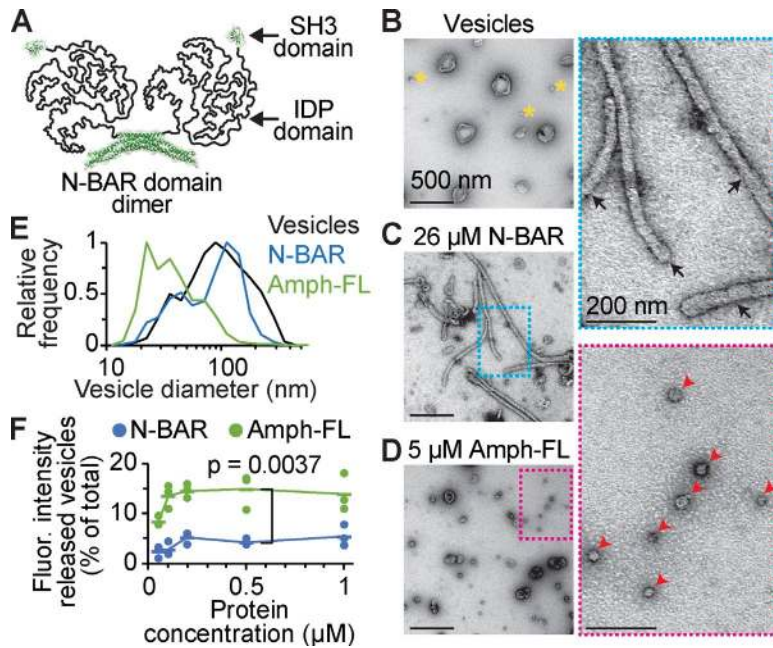 A
SH3
domain
IDP
domain
N-BAR domain
dimer
B
Vesicles
*
*
*
500 nm
200 nm
C 26 µM N-BAR
D 5 µM Amph-FL
E
Vesicles
N-BAR
Amph-FL
Relative
frequency
1
0.5
0
10
100
Vesicle diameter (nm)
F
N-BAR
Amph-FL
p = 0.0037
Fluor. intensity
released vesicles
(% of total)
20
15
10
5
0
0
0.5
1
Protein
concentration (µM)